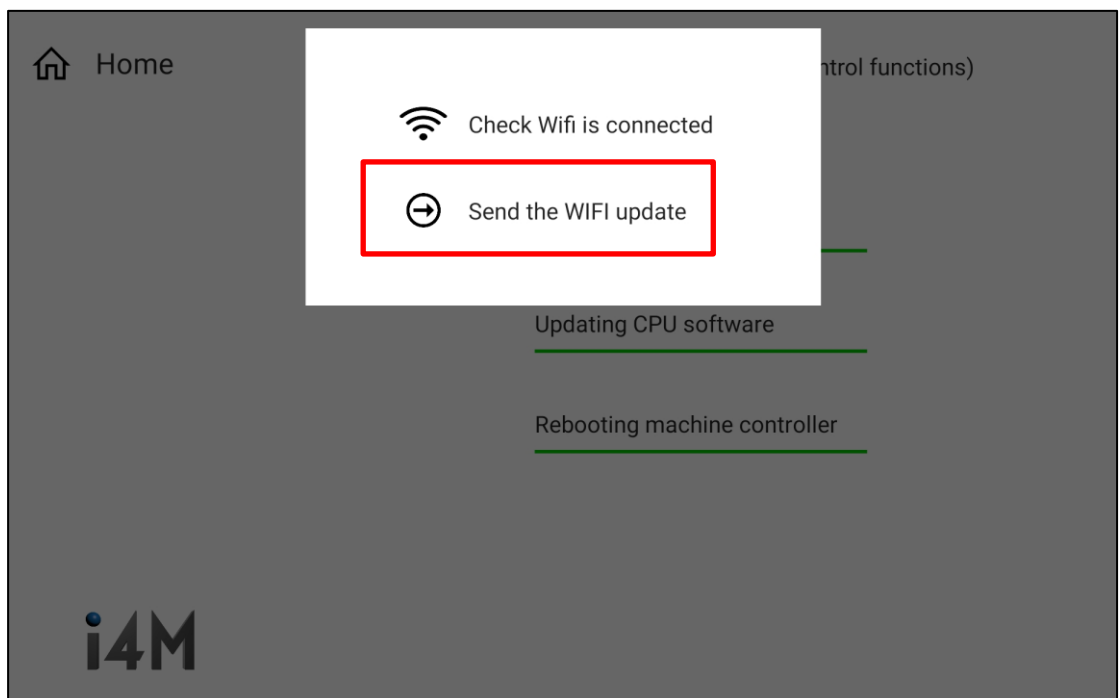 Home
ntrol functions)
Check Wifi is connected
Send the WIFI update
Updating CPU software
Rebooting machine controller
i4M